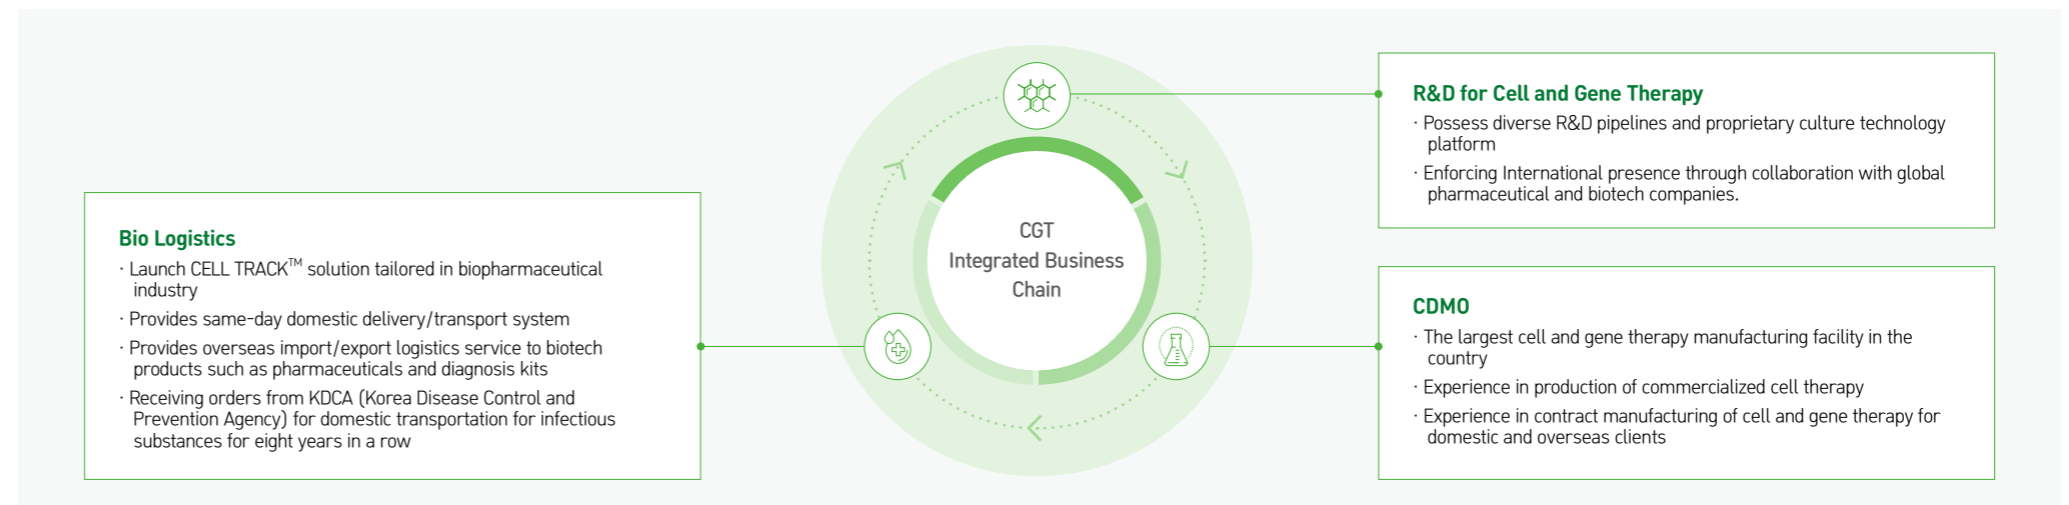 R&D for Cell and Gene Therapy
· Possess diverse R&D pipelines and proprietary culture technology
platform
· Enforcing International presence through collaboration with global
pharmaceutical and biotech companies.
CGT
Integrated Business
Chain
Bio Logistics
· Launch CELL TRACK™ solution tailored in biopharmaceutical
industry
· Provides same-day domestic delivery/transport system
· Provides overseas import/export logistics service to biotech
products such as pharmaceuticals and diagnosis kits
· Receiving orders from KDCA (Korea Disease Control and
Prevention Agency) for domestic transportation for infectious
substances for eight years in a row
CDMO
· The largest cell and gene therapy manufacturing facility in the
country
· Experience in production of commercialized cell therapy
· Experience in contract manufacturing of cell and gene therapy for
domestic and overseas clients